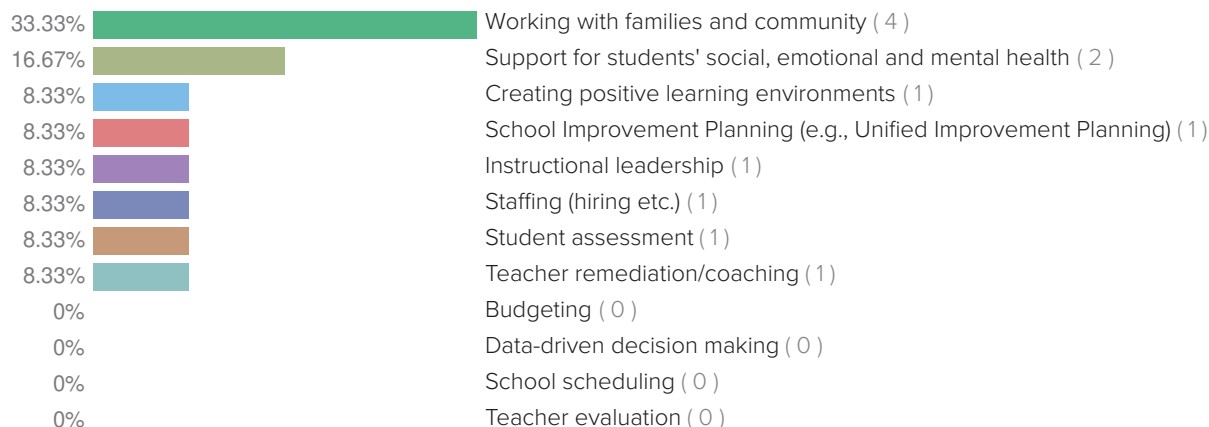 33.33% Working with families and community ( 4 )
16.67% Support for students' social, emotional and mental health ( 2 )
8.33% Creating positive learning environments ( 1 )
8.33% School Improvement Planning (e.g., Unified Improvement Planning) ( 1 )
8.33% Instructional leadership ( 1 )
8.33% Staffing (hiring etc.) ( 1 )
8.33% Student assessment ( 1 )
8.33% Teacher remediation/coaching ( 1 )
0% Budgeting ( 0 )
0% Data-driven decision making ( 0 )
0% School scheduling ( 0 )
0% Teacher evaluation ( 0 )